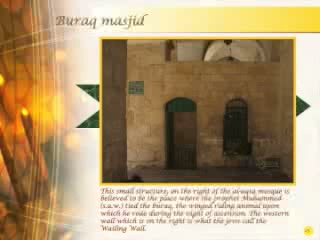 Buraq masjid
This small structure, on the right of the al-aqsa mosque is
believed to be the place where the prophet Muhammed
(s.a.w.) tied the Buraq, the winged riding animal upon
which he rode during the night of ascension. The western
wall which is on the right is what the jews call the
Wailing Wall.